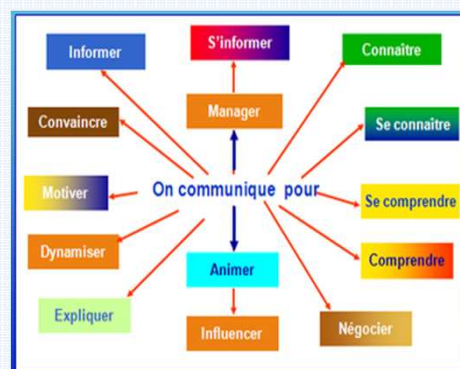 S'informer
Informer
Connaître
Manager
Convaincre
Se connaître
Motiver
On communique pour
Se comprendre
Dynamiser
Animer
Comprendre
Expliquer
Influencer
Négocier